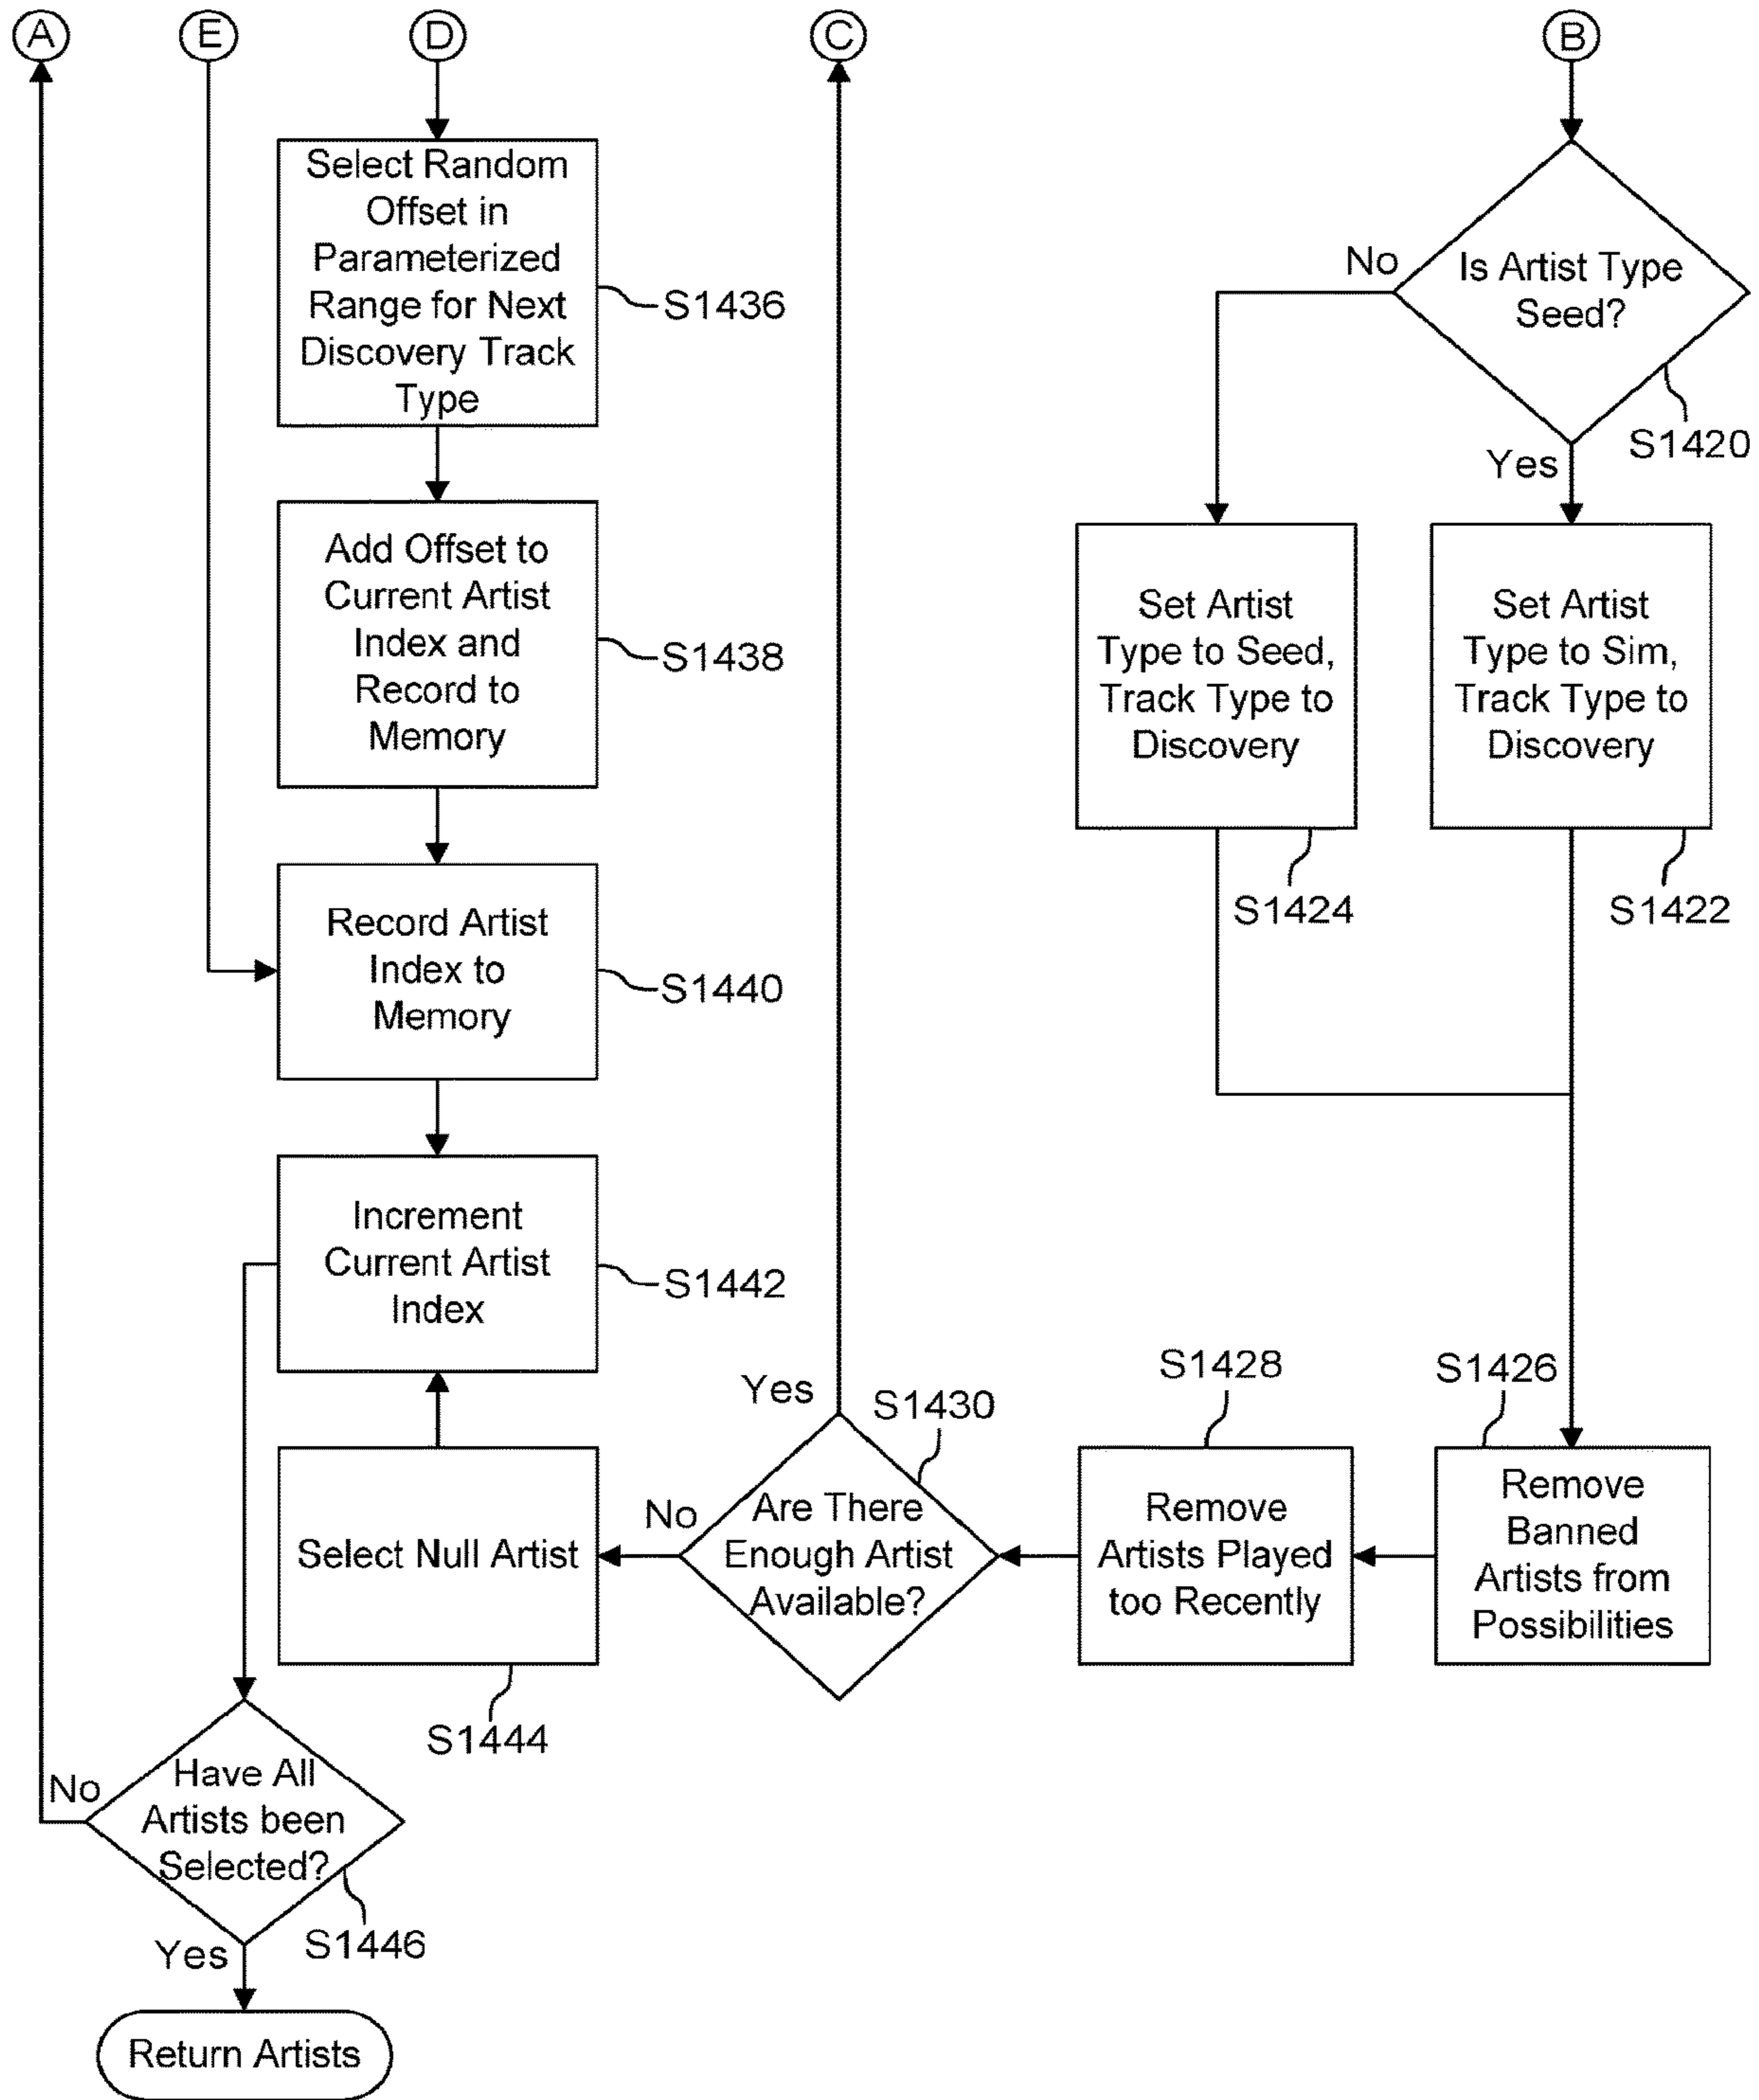 A
E
D
C
B
Select Random
Offset in
Parameterized
Range for Next
Discovery Track
Type
S1436
No
Is Artist Type
Seed?
S1420
Yes
Add Offset to
Current Artist
Index and
Record to
Memory
S1438
Set Artist
Type to Seed,
Track Type to
Discovery
S1424
Set Artist
Type to Sim,
Track Type to
Discovery
S1422
Record Artist
Index to
Memory
S1440
Increment
Current Artist
Index
S1442
Select Null Artist
S1444
No
Yes
S1430
Are There
Enough Artist
Available?
S1428
Remove
Artists Played
too Recently
S1426
Remove
Banned
Artists from
Possibilities
No
Have All
Artists been
Selected?
S1446
Yes
Return Artists